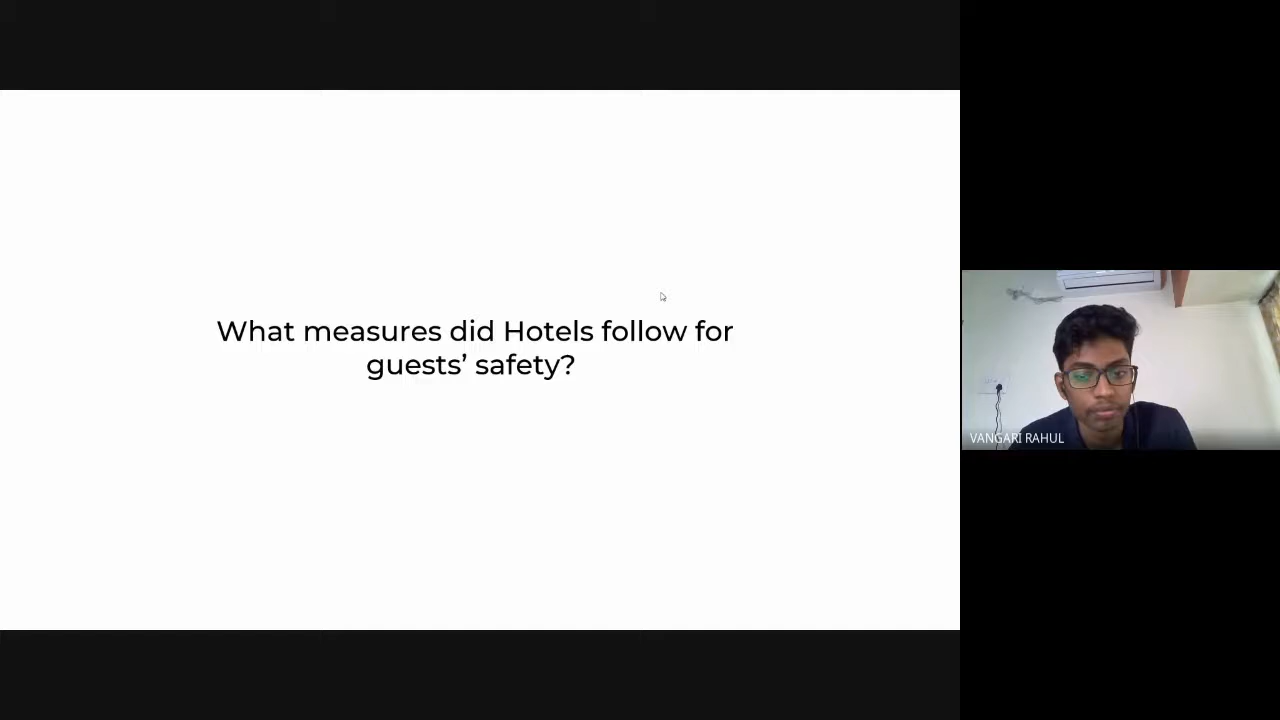 What measures did Hotels follow for
guests’ safety?
VANGARI RAHUL